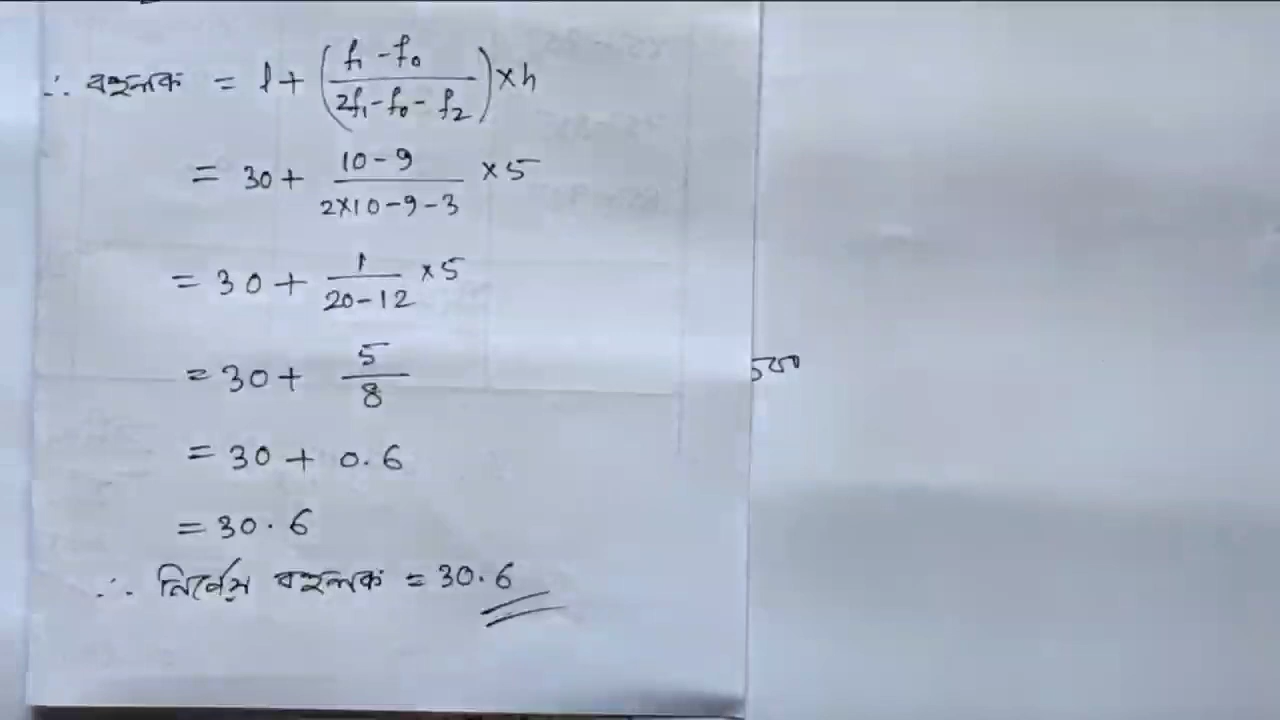 ∴ বহুলক = l + (f₁ - f₀ / 2f₁ - f₀ - f₂) × h
= 30 + 10 - 9 / 2×10 - 9 - 3 × 5
= 30 + 1 / 20 - 12 × 5
= 30 + 5 / 8
= 30 + 0.6
= 30.6
∴ নির্ণেয় বহুলক = 30.6